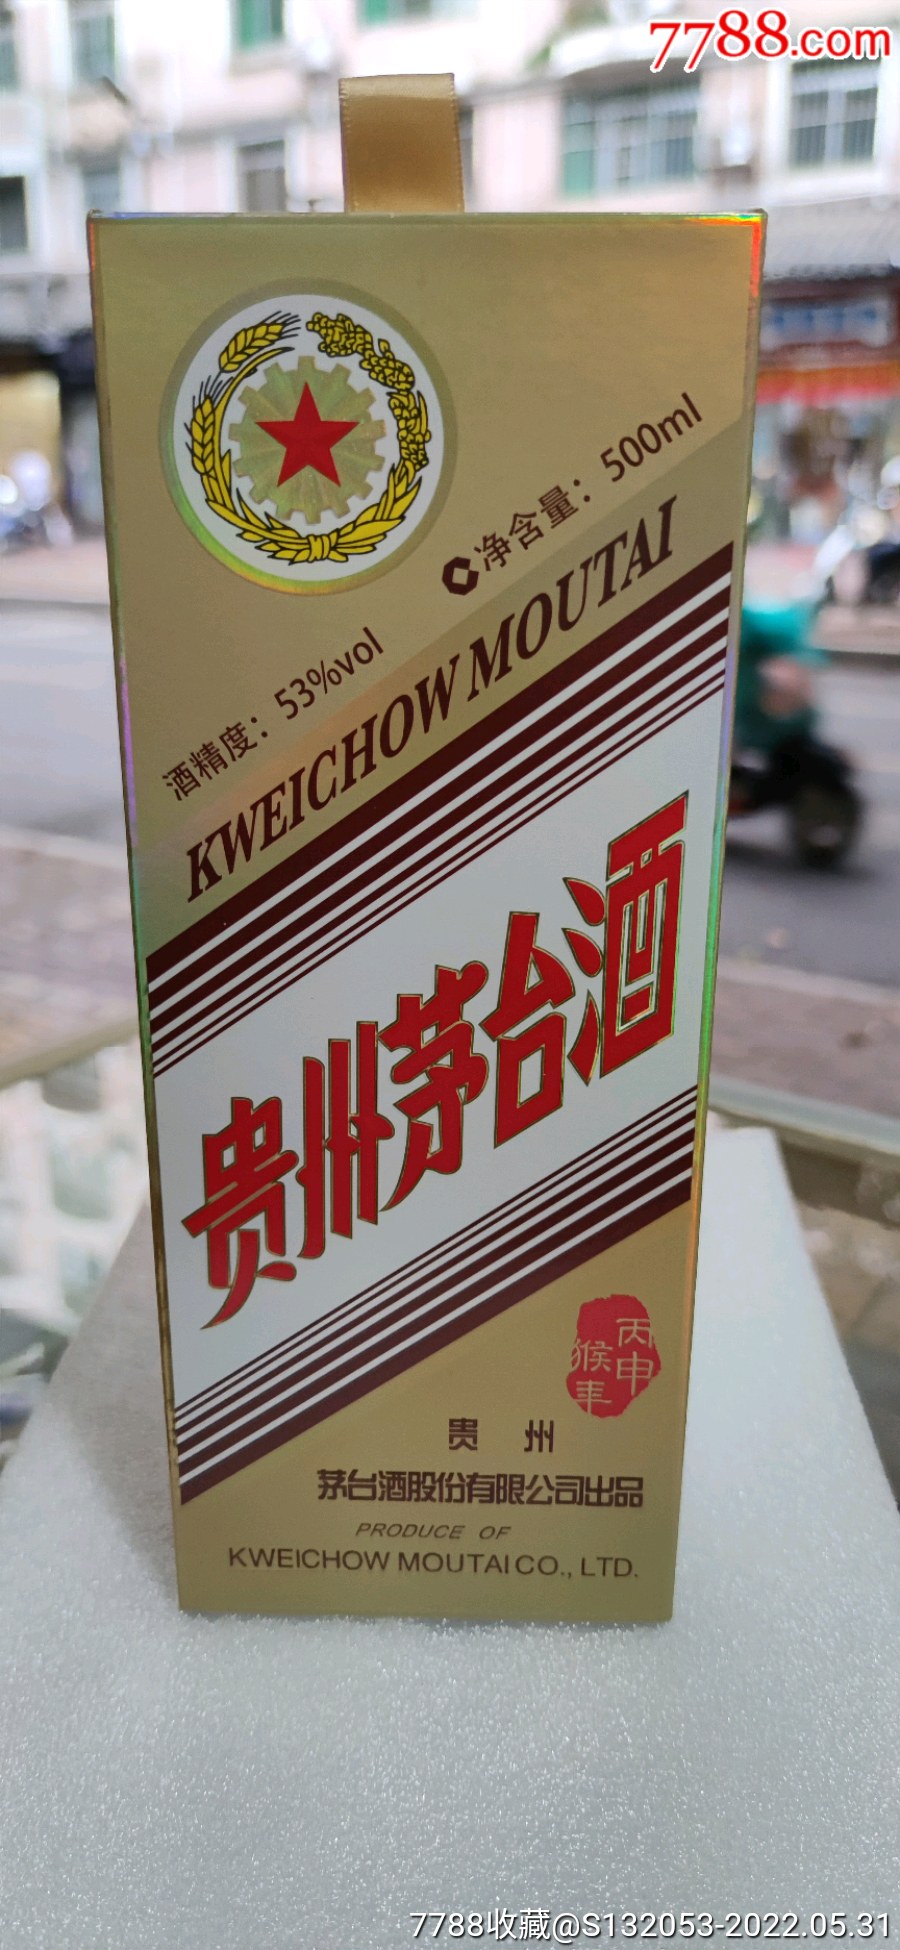 7788.com
净含量：500ml
酒精度：53%vol
KWEICHOW MOUTAI
贵州茅台酒
丙申
猴年
贵 州
茅台酒股份有限公司出品
PRODUCE OF
KWEICHOW MOUTAI CO., LTD.
7788收藏@S132053-2022.05.31